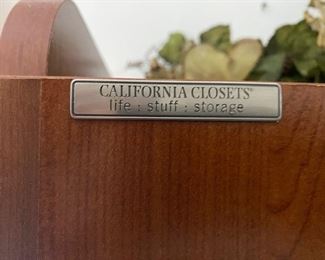 CALIFORNIA CLOSETS®
life : stuff : storage